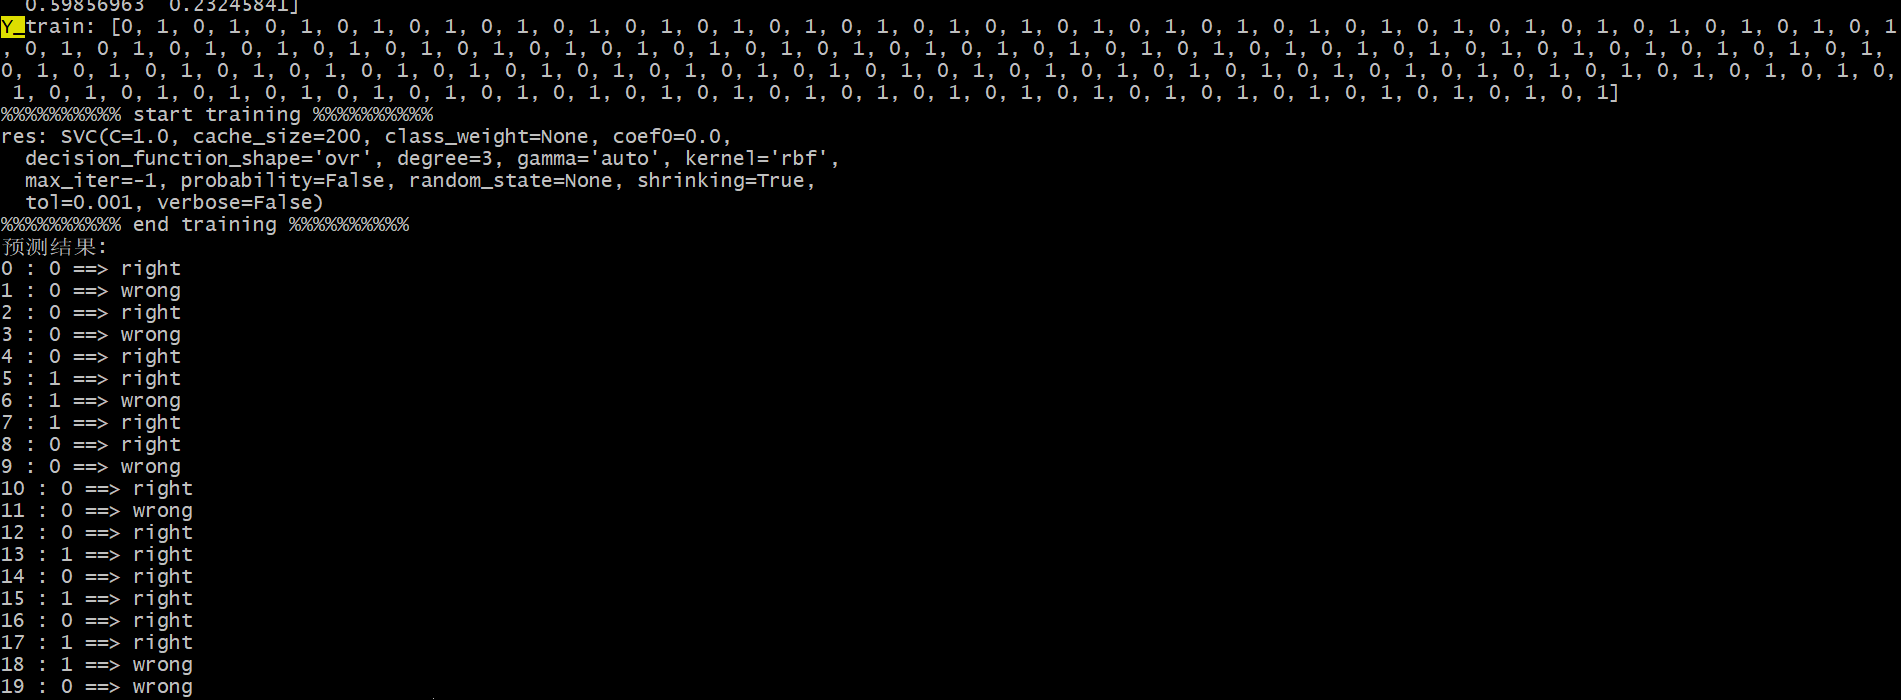 0.59856963  0.23245841]
Y_train: [0, 1, 0, 1, 0, 1, 0, 1, 0, 1, 0, 1, 0, 1, 0, 1, 0, 1, 0, 1, 0, 1, 0, 1, 0, 1, 0, 1, 0, 1, 0, 1, 0, 1, 0, 1, 0, 1, 0, 1, 0, 1, 0, 1, 0, 1, 0, 1, 0, 1
, 0, 1, 0, 1, 0, 1, 0, 1, 0, 1, 0, 1, 0, 1, 0, 1, 0, 1, 0, 1, 0, 1, 0, 1, 0, 1, 0, 1, 0, 1, 0, 1, 0, 1, 0, 1, 0, 1, 0, 1, 0, 1, 0, 1, 0, 1, 0, 1, 0, 1, 0, 1,
0, 1, 0, 1, 0, 1, 0, 1, 0, 1, 0, 1, 0, 1, 0, 1, 0, 1, 0, 1, 0, 1, 0, 1, 0, 1, 0, 1, 0, 1, 0, 1, 0, 1, 0, 1, 0, 1, 0, 1, 0, 1, 0, 1, 0, 1, 0, 1, 0, 1, 0, 1, 0,
1, 0, 1, 0, 1, 0, 1, 0, 1, 0, 1, 0, 1, 0, 1, 0, 1, 0, 1, 0, 1, 0, 1, 0, 1, 0, 1, 0, 1, 0, 1, 0, 1, 0, 1, 0, 1, 0, 1, 0, 1, 0, 1, 0, 1]
%%%%%%%%%% start training %%%%%%%%%%
res: SVC(C=1.0, cache_size=200, class_weight=None, coef0=0.0,
decision_function_shape='ovr', degree=3, gamma='auto', kernel='rbf',
max_iter=-1, probability=False, random_state=None, shrinking=True,
tol=0.001, verbose=False)
%%%%%%%%%% end training %%%%%%%%%%
预测结果:
0 : 0 ==> right
1 : 0 ==> wrong
2 : 0 ==> right
3 : 0 ==> wrong
4 : 0 ==> right
5 : 1 ==> right
6 : 1 ==> wrong
7 : 1 ==> right
8 : 0 ==> right
9 : 0 ==> wrong
10 : 0 ==> right
11 : 0 ==> wrong
12 : 0 ==> right
13 : 1 ==> right
14 : 0 ==> right
15 : 1 ==> right
16 : 0 ==> right
17 : 1 ==> right
18 : 1 ==> wrong
19 : 0 ==> wrong